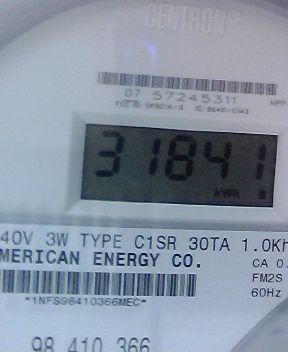 CENTRON
07 57245311
31841
kWh
40V 3W TYPE C1SR 30TA 1.0Kh
MERICAN ENERGY CO.
CA 0.
FM2S
60Hz
*1NFS98410366MEC*
98 410 366